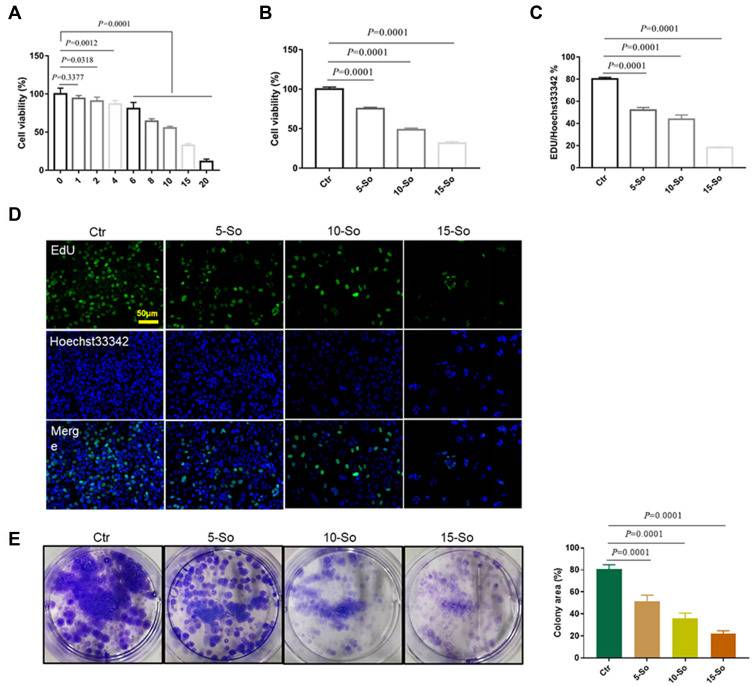 A
P=0.0001
P=0.0012
P=0.0318
P=0.3377
Cell viability (%)
150
100
50
0
0 1 2 4 6 8 10 15 20
B
P=0.0001
P=0.0001
P=0.0001
Cell viability (%)
150
100
50
0
Ctr 5-So 10-So 15-So
C
P=0.0001
P=0.0001
P=0.0001
EDU/Hoechst33342 %
100
80
60
40
20
0
Ctr 5-So 10-So 15-So
D
Ctr 5-So 10-So 15-So
EdU
50μm
Hoechst33342
Merg
e
E
Ctr 5-So 10-So 15-So
P=0.0001
P=0.0001
P=0.0001
Colony area (%)
100
80
60
40
20
0
Ctr 5-So 10-So 15-So